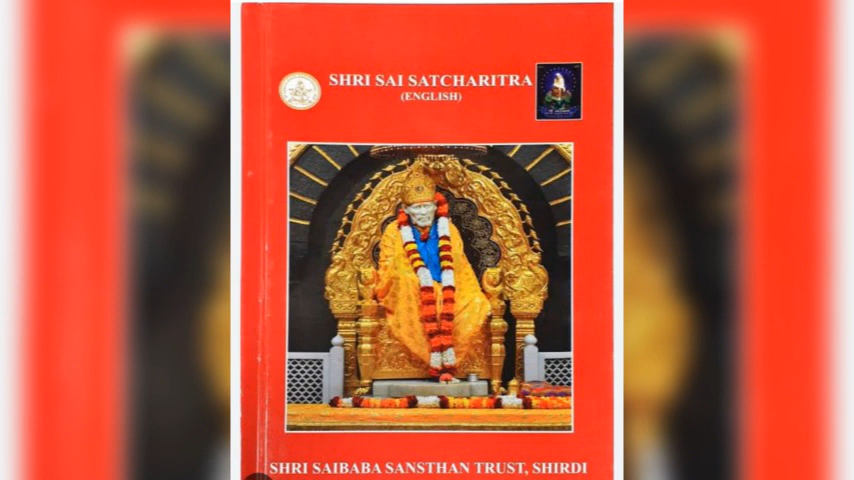 SHRI SAI SATCHARITRA
(ENGLISH)
SHRI SAIBABA SANSTHAN TRUST, SHIRDI